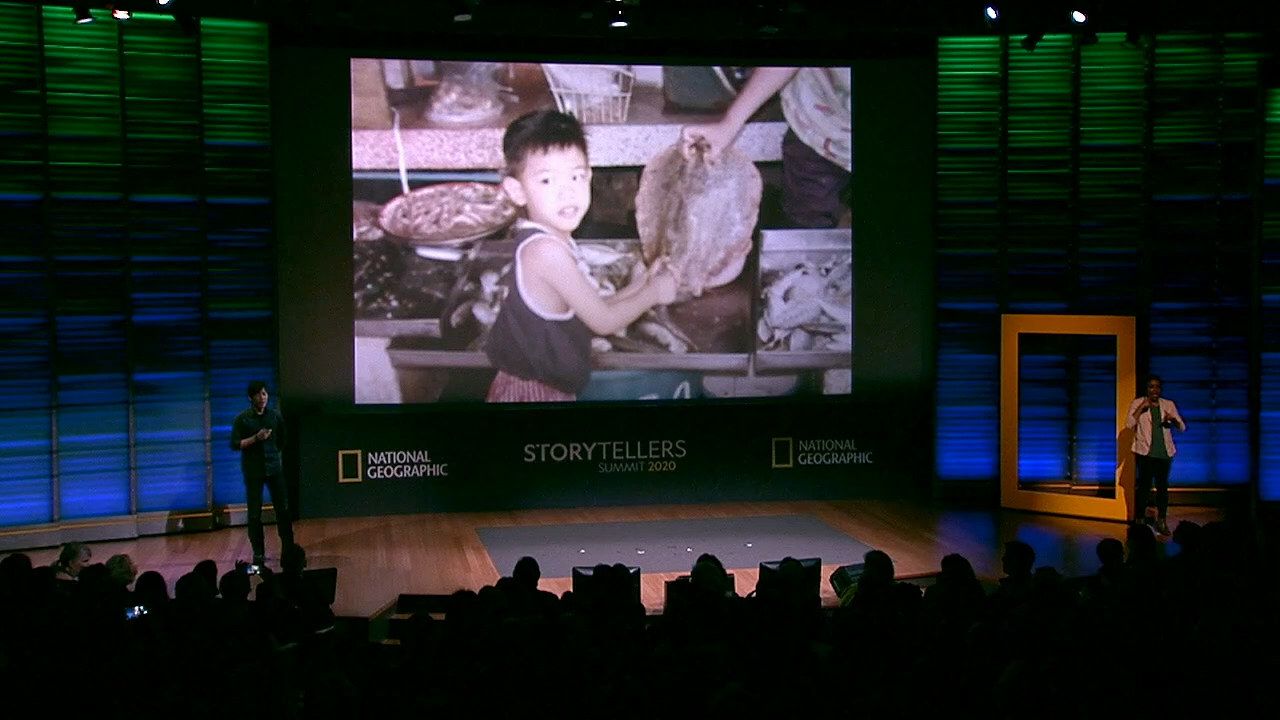 NATIONAL
GEOGRAPHIC
STORYTELLERS
SUMMIT 2020
NATIONAL
GEOGRAPHIC